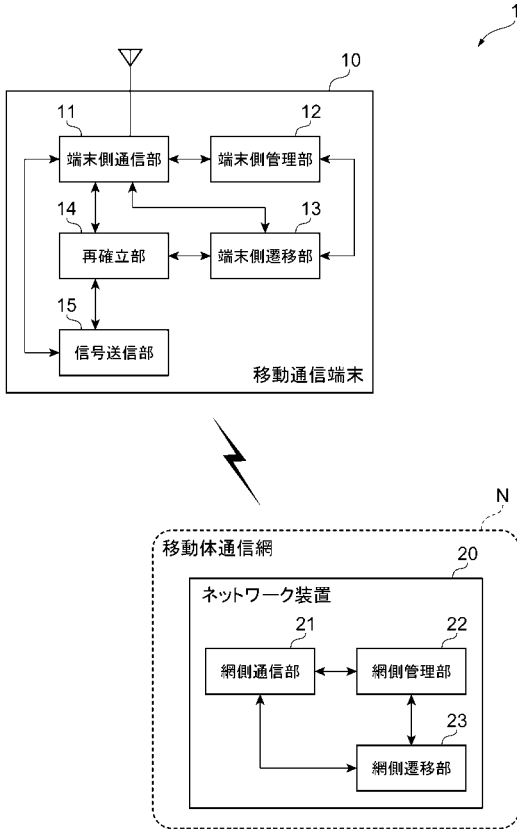 1
10
11
12
端末側通信部
端末側管理部
14
13
再確立部
端末側遷移部
15
信号送信部
移動通信端末
N
移動体通信網
20
ネットワーク装置
21
22
網側通信部
網側管理部
23
網側遷移部